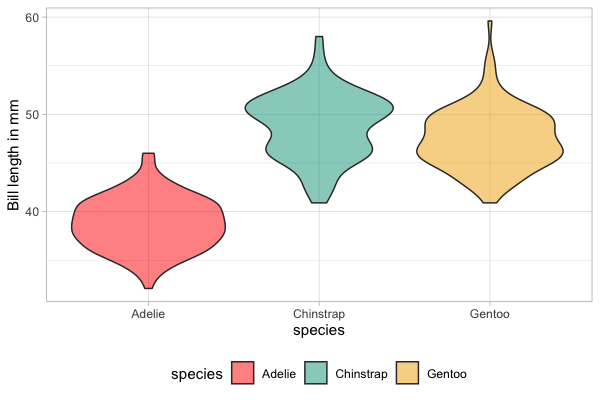 60
50
40
Bill length in mm
Adelie
Chinstrap
Gentoo
species
species
Adelie
Chinstrap
Gentoo